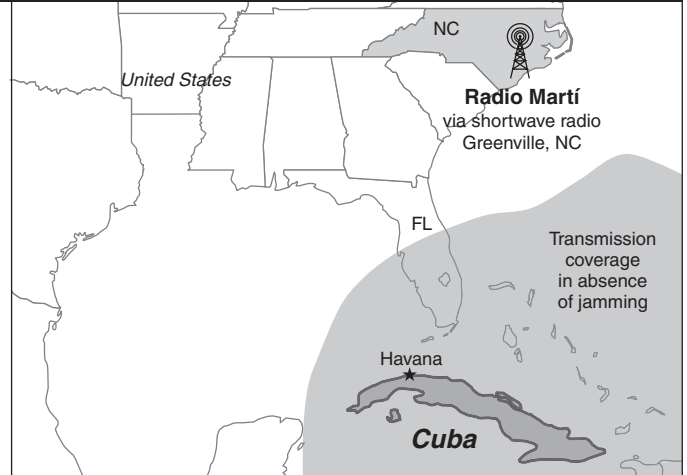 NC
United States
Radio Martí
via shortwave radio
Greenville, NC
FL
Transmission
coverage
in absence
of jamming
Havana
Cuba